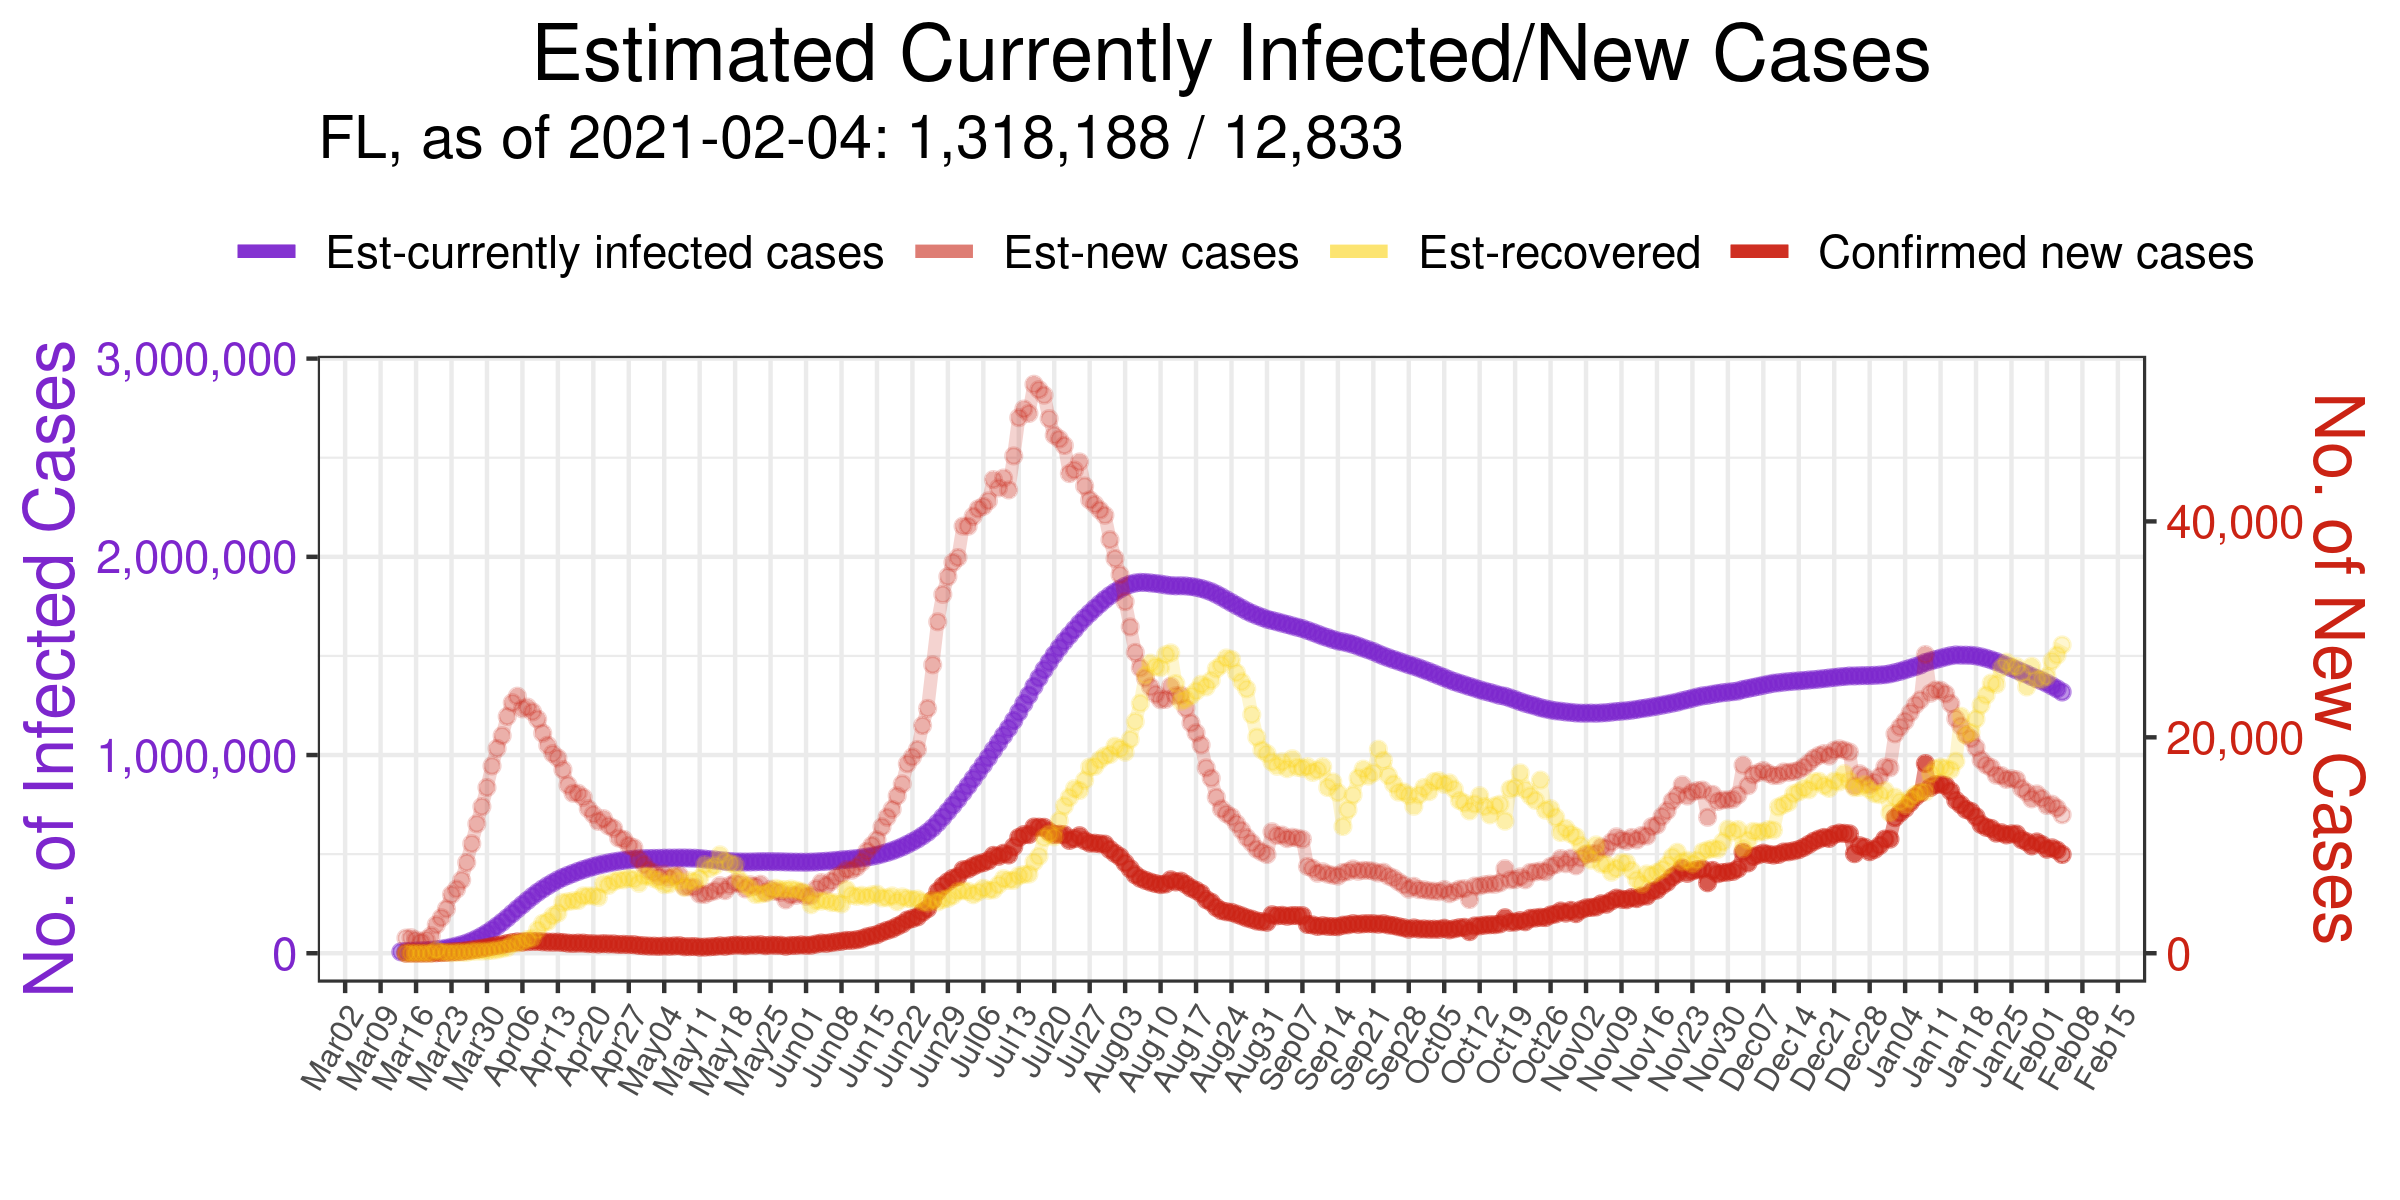 Estimated Currently Infected/New Cases
FL, as of 2021-02-04: 1,318,188 / 12,833
Est-currently infected cases Est-new cases Est-recovered Confirmed new cases
No. of Infected Cases
3,000,000
2,000,000
1,000,000
0
40,000
20,000
0
No. of New Cases
Mar02 Mar09 Mar16 Mar23 Mar30 Apr06 Apr13 Apr20 Apr27 May04 May11 May18 May25 Jun01 Jun08 Jun15 Jun22 Jun29 Jul06 Jul13 Jul20 Jul27 Aug03 Aug10 Aug17 Aug24 Aug31 Sep07 Sep14 Sep21 Sep28 Oct05 Oct12 Oct19 Oct26 Nov02 Nov09 Nov16 Nov23 Nov30 Dec07 Dec14 Dec21 Dec28 Jan04 Jan11 Jan18 Jan25 Feb01 Feb08 Feb15